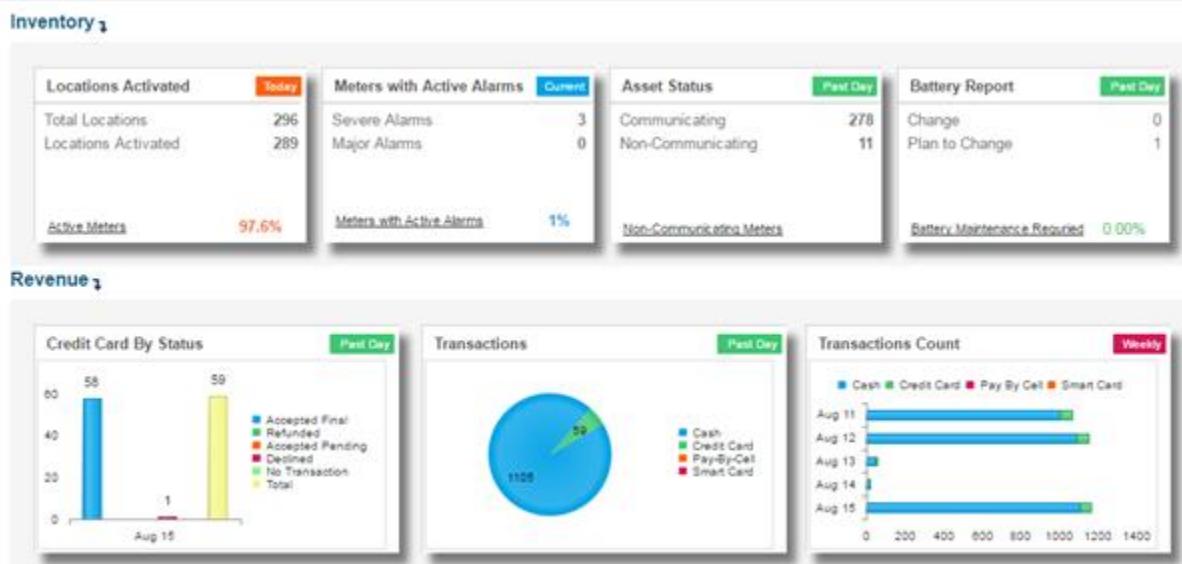 Inventory
Locations Activated Today
Total Locations 296
Locations Activated 289
Active Meters 97.6%
Meters with Active Alarms Current
Severe Alarms 3
Major Alarms 0
Meters with Active Alarms 1%
Asset Status Past Day
Communicating 278
Non-Communicating 11
Non-Communicating Meters
Battery Report Past Day
Change 0
Plan to Change 1
Battery Maintenance Requried 0.00%
Revenue
Credit Card By Status Past Day
58
59
1
60
40
20
0
Aug 15
Accepted Final
Refunded
Accepted Pending
Declined
No Transaction
Total
Transactions Past Day
59
1105
Cash
Credit Card
Pay-By-Cell
Smart Card
Transactions Count Weekly
Cash Credit Card Pay By Cell Smart Card
Aug 11
Aug 12
Aug 13
Aug 14
Aug 15
0 200 400 600 800 1000 1200 1400